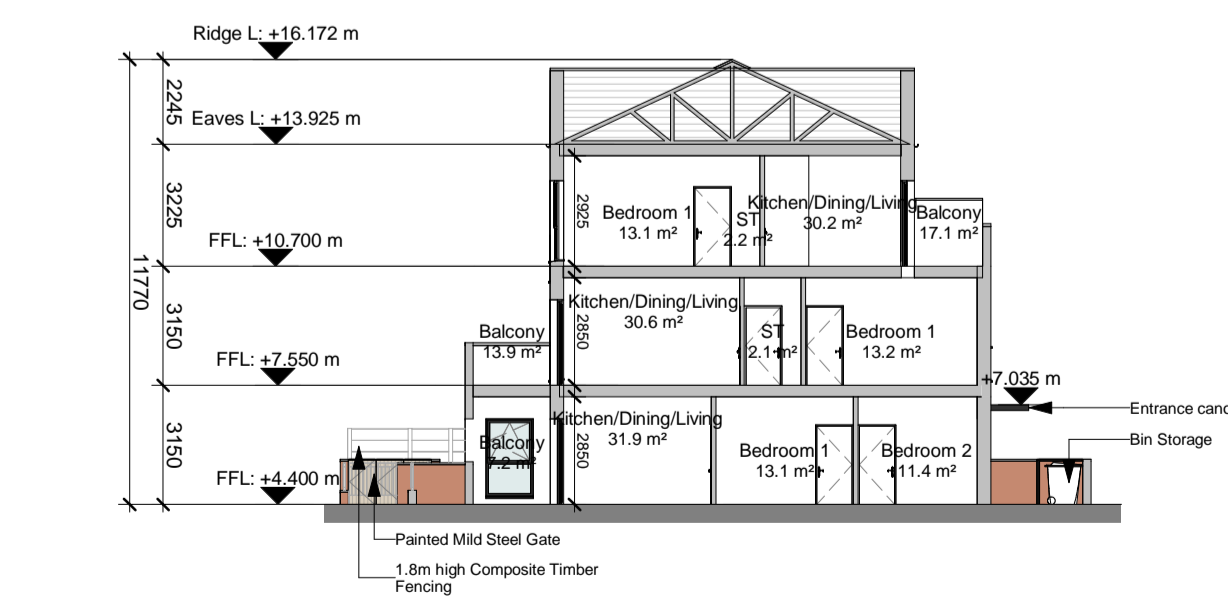 Ridge L: +16.172 m
2245
Eaves L: +13.925 m
3225
2925
Bedroom 1
13.1 m²
ST
2.2 m²
Kitchen/Dining/Living
30.2 m²
Balcony
17.1 m²
FFL: +10.700 m
11770
3150
Kitchen/Dining/Living
30.6 m²
2850
Balcony
13.9 m²
ST
2.1 m²
Bedroom 1
13.2 m²
FFL: +7.550 m
+7.035 m
Entrance cano
3150
Kitchen/Dining/Living
31.9 m²
2850
Balcony
7.2 m²
Bedroom 1
13.1 m²
Bedroom 2
11.4 m²
Bin Storage
FFL: +4.400 m
Painted Mild Steel Gate
1.8m high Composite Timber
Fencing